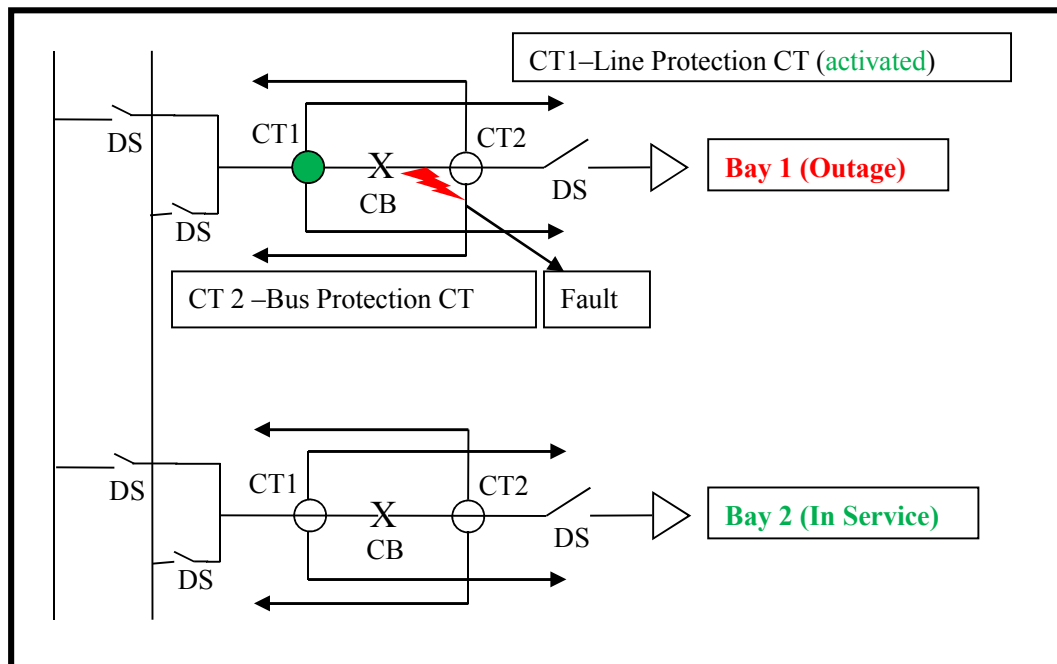 CT1–Line Protection CT (activated)
DS
CT1
CT2
CB
DS
Bay 1 (Outage)
DS
CT 2 –Bus Protection CT
Fault
DS
CT1
CT2
CB
DS
Bay 2 (In Service)
DS